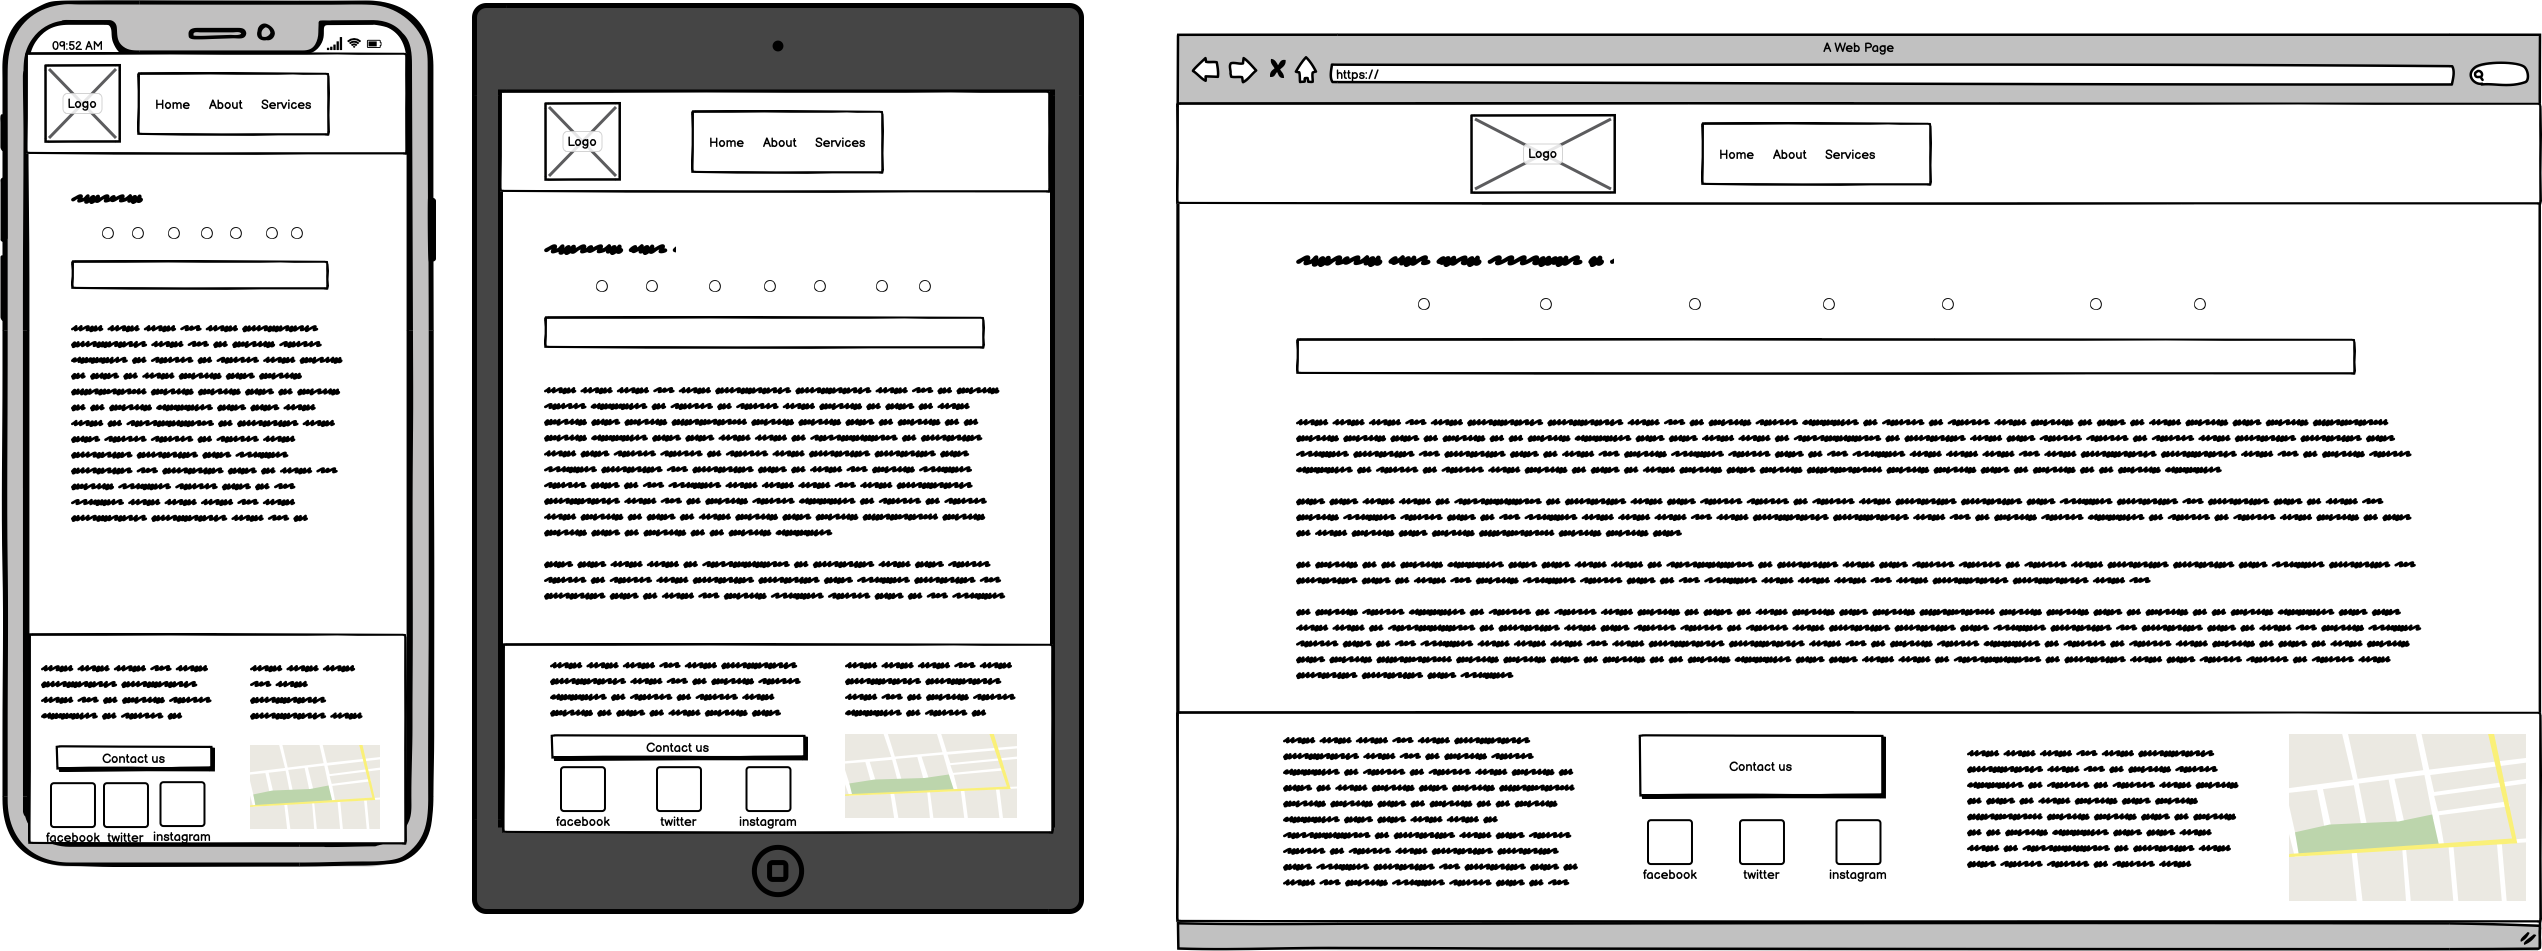 09:52 AM
Logo
Home About Services
Contact us
facebook twitter instagram
Logo
Home About Services
Contact us
facebook twitter instagram
A Web Page
https://
Logo
Home About Services
Contact us
facebook twitter instagram